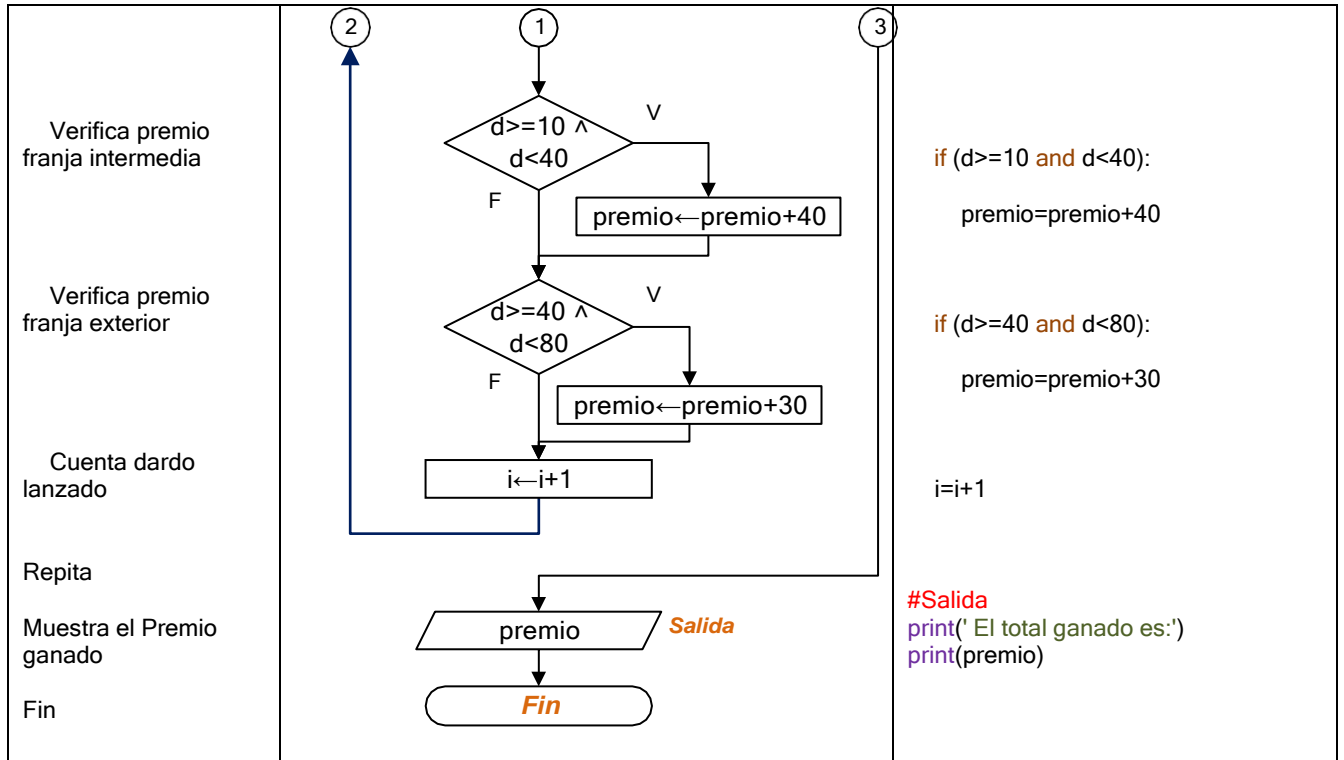 2
1
3
Verifica premio
franja intermedia
d>=10 ∧
d<40
V
F
premio←premio+40
if (d>=10 and d<40):
premio=premio+40
Verifica premio
franja exterior
d>=40 ∧
d<80
V
F
premio←premio+30
if (d>=40 and d<80):
premio=premio+30
Cuenta dardo
lanzado
i←i+1
i=i+1
Repita
Muestra el Premio
ganado
premio
Salida
#Salida
print(' El total ganado es:')
print(premio)
Fin
Fin